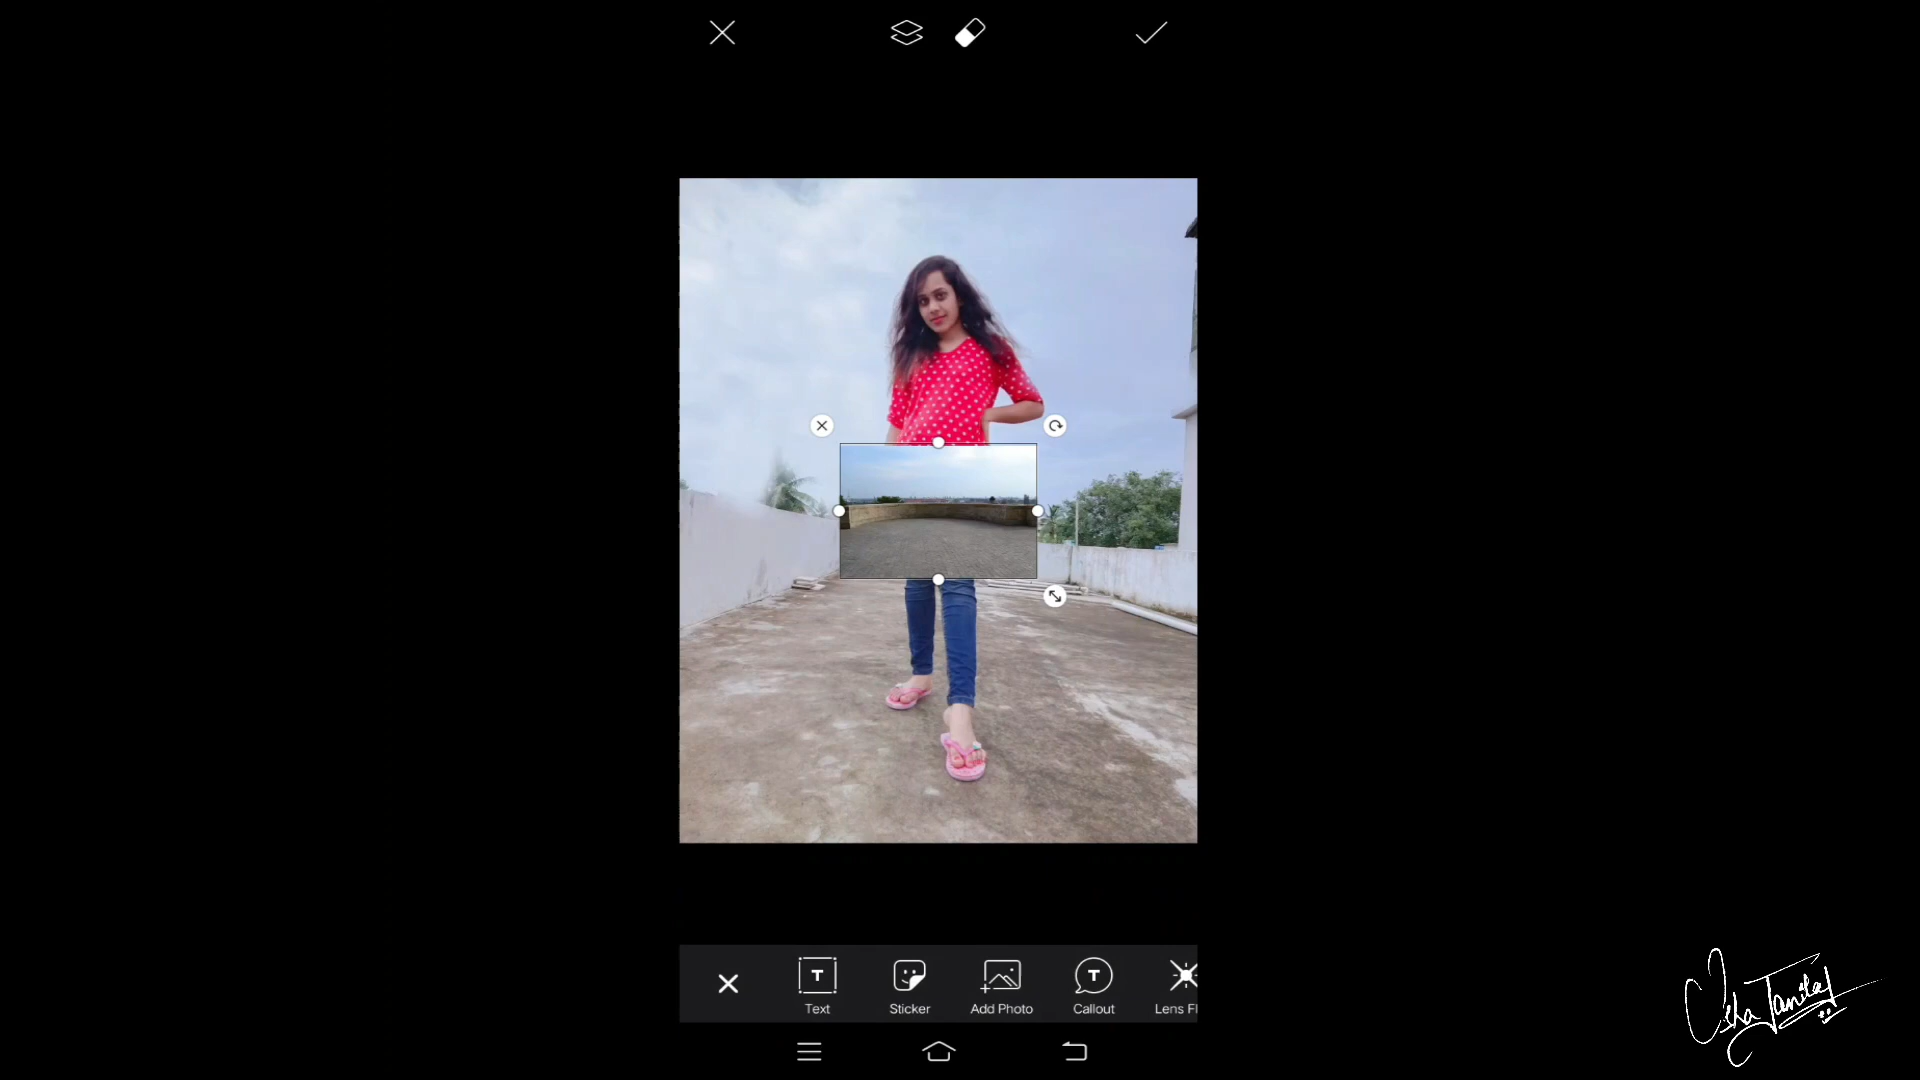 T
T
Text
Sticker
Add Photo
Callout
Lens Fl